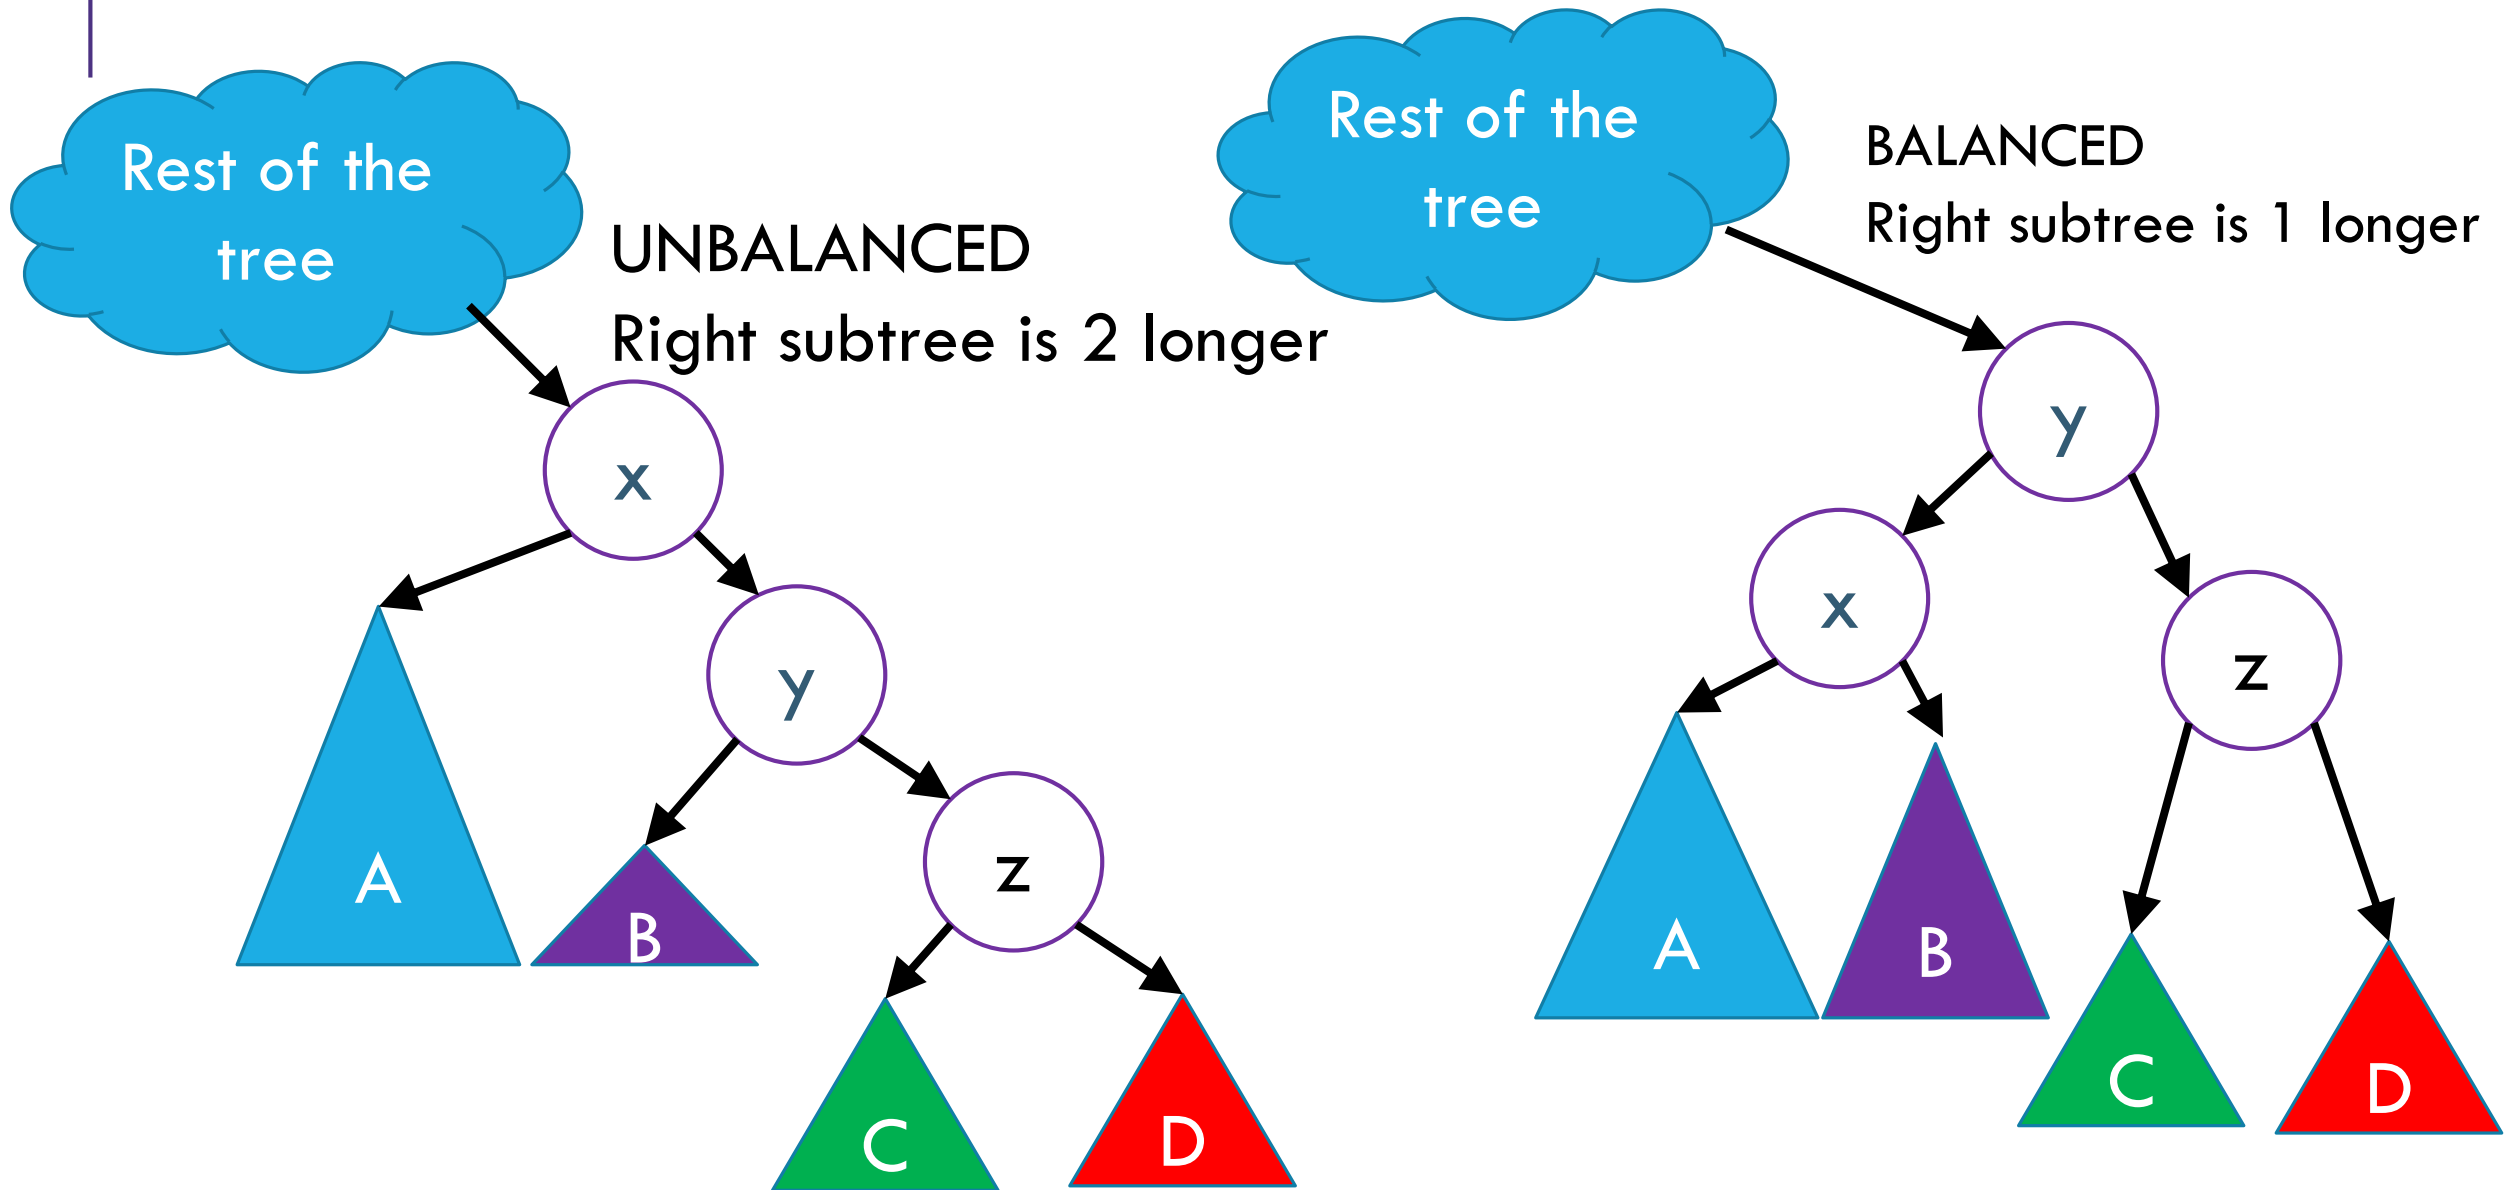 Rest of the
tree
UNBALANCED
Right subtree is 2 longer
x
y
z
A
B
C
D
Rest of the
tree
BALANCED
Right subtree is 1 longer
y
x
z
A
B
C
D